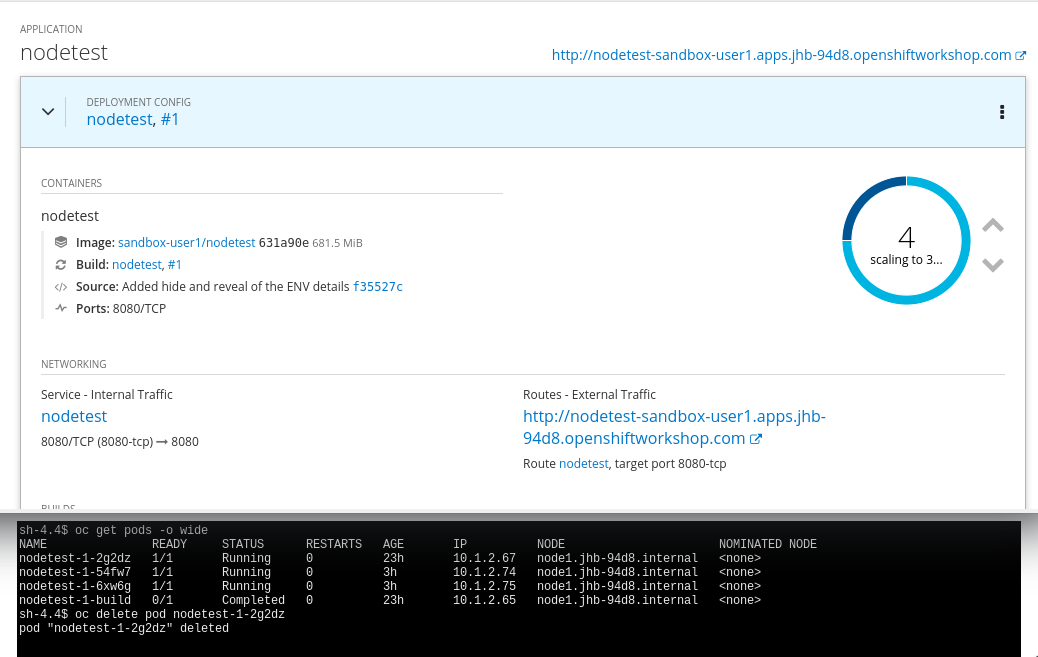 APPLICATION
nodetest
http://nodetest-sandbox-user1.apps.jhb-94d8.openshiftworkshop.com
DEPLOYMENT CONFIG
nodetest, #1
CONTAINERS
nodetest
Image: sandbox-user1/nodetest 631a90e 681.5 MiB
Build: nodetest, #1
Source: Added hide and reveal of the ENV details f35527c
Ports: 8080/TCP
4
scaling to 3...
NETWORKING
Service - Internal Traffic
nodetest
8080/TCP (8080-tcp) → 8080
Routes - External Traffic
http://nodetest-sandbox-user1.apps.jhb-
94d8.openshiftworkshop.com
Route nodetest, target port 8080-tcp
BUILDS
sh-4.4$ oc get pods -o wide
NAME READY STATUS RESTARTS AGE IP NODE NOMINATED NODE
nodetest-1-2g2dz 1/1 Running 0 23h 10.1.2.67 node1.jhb-94d8.internal <none>
nodetest-1-54fw7 1/1 Running 0 3h 10.1.2.74 node1.jhb-94d8.internal <none>
nodetest-1-6xw6g 1/1 Running 0 3h 10.1.2.75 node1.jhb-94d8.internal <none>
nodetest-1-build 0/1 Completed 0 23h 10.1.2.65 node1.jhb-94d8.internal <none>
sh-4.4$ oc delete pod nodetest-1-2g2dz
pod "nodetest-1-2g2dz" deleted